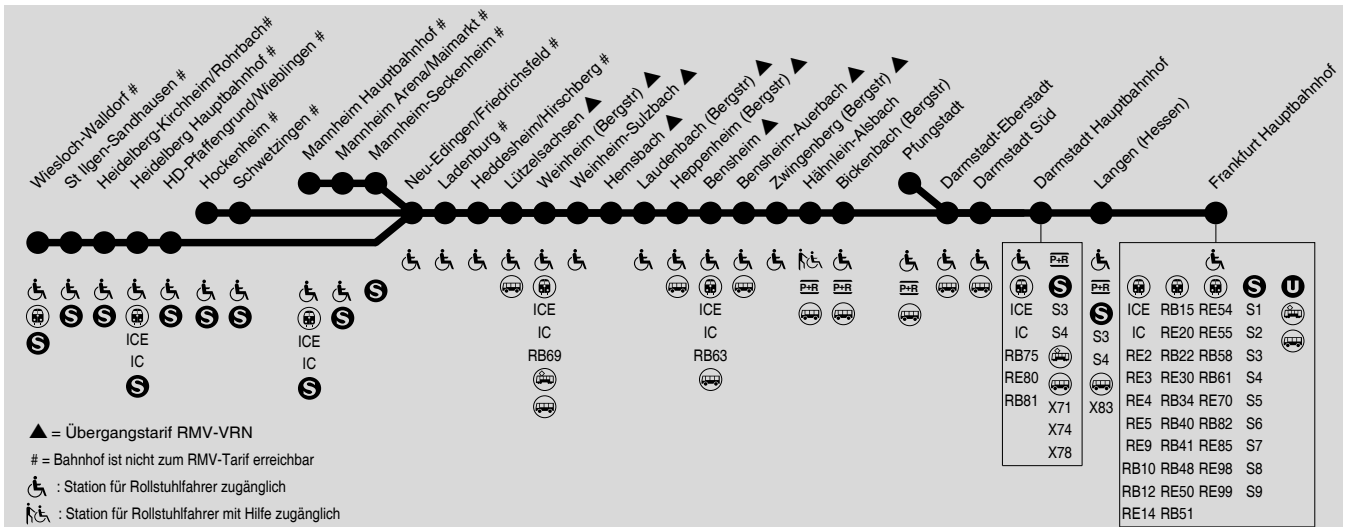 Wiesloch-Walldorf #
St Ilgen-Sandhausen #
Heidelberg-Kirchheim/Rohrbach#
Heidelberg Hauptbahnhof #
HD-Pfaffengrund/Wieblingen #
Hockenheim #
Schwetzingen #
Mannheim Hauptbahnhof #
Mannheim Arena/Maimarkt #
Mannheim-Seckenheim #
Neu-Edingen/Friedrichsfeld #
Ladenburg #
Heddesheim/Hirschberg #
Lützelsachsen ▲
Weinheim (Bergstr) ▲
Weinheim-Sulzbach ▲
Hemsbach ▲
Laudenbach (Bergstr) ▲
Heppenheim (Bergstr) ▲
Bensheim ▲
Bensheim-Auerbach ▲
Zwingenberg (Bergstr) ▲
Hähnlein-Alsbach
Bickenbach (Bergstr)
Pfungstadt
Darmstadt-Eberstadt
Darmstadt Süd
Darmstadt Hauptbahnhof
Langen (Hessen)
Frankfurt Hauptbahnhof
S
S
S
ICE
IC
S
S
S
S
ICE
IC
S
S
S
ICE
IC
RB69
ICE
IC
RB63
P+R
P+R
P+R
ICE
IC
RB75
RE80
RB81
P+R
S
S3
S4
X71
X74
X78
P+R
S
S3
S4
X83
S U
ICE RB15 RE54 S1
IC RE20 RE55 S2
RE2 RB22 RB58 S3
RE3 RE30 RB61 S4
RE4 RB34 RE70 S5
RE5 RB40 RB82 S6
RE9 RB41 RE85 S7
RB10 RB48 RE98 S8
RB12 RE50 RE99 S9
RE14 RB51
▲ = Übergangstarif RMV-VRN
# = Bahnhof ist nicht zum RMV-Tarif erreichbar
: Station für Rollstuhlfahrer zugänglich
: Station für Rollstuhlfahrer mit Hilfe zugänglich